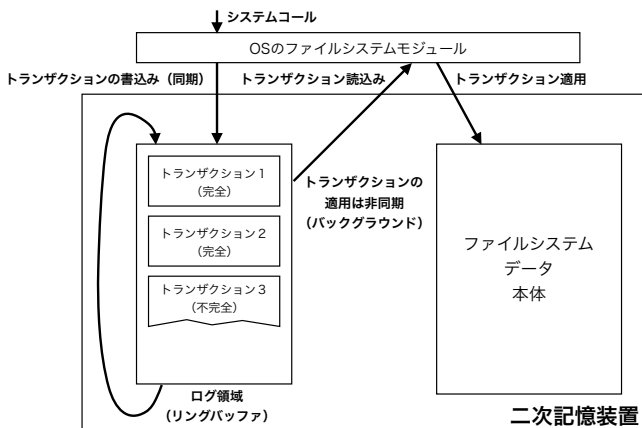 システムコール
OSのファイルシステムモジュール
トランザクションの書込み（同期）
トランザクション読込み
トランザクション適用
トランザクション１
（完全）
トランザクション２
（完全）
トランザクション３
（不完全）
トランザクションの
適用は非同期
（バックグラウンド）
ファイルシステム
データ
本体
ログ領域
（リングバッファ）
二次記憶装置